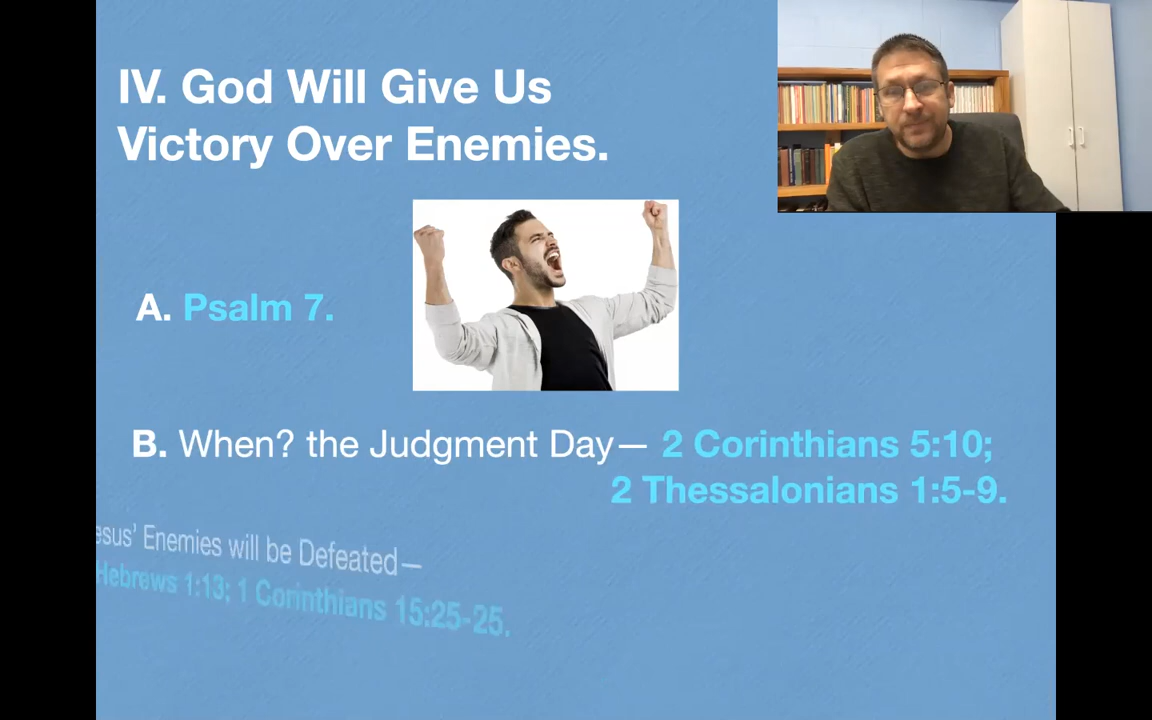 IV. God Will Give Us
Victory Over Enemies.
A. Psalm 7.
B. When? the Judgment Day— 2 Corinthians 5:10;
2 Thessalonians 1:5-9.
esus’ Enemies will be Defeated—
Hebrews 1:13; 1 Corinthians 15:25-25.